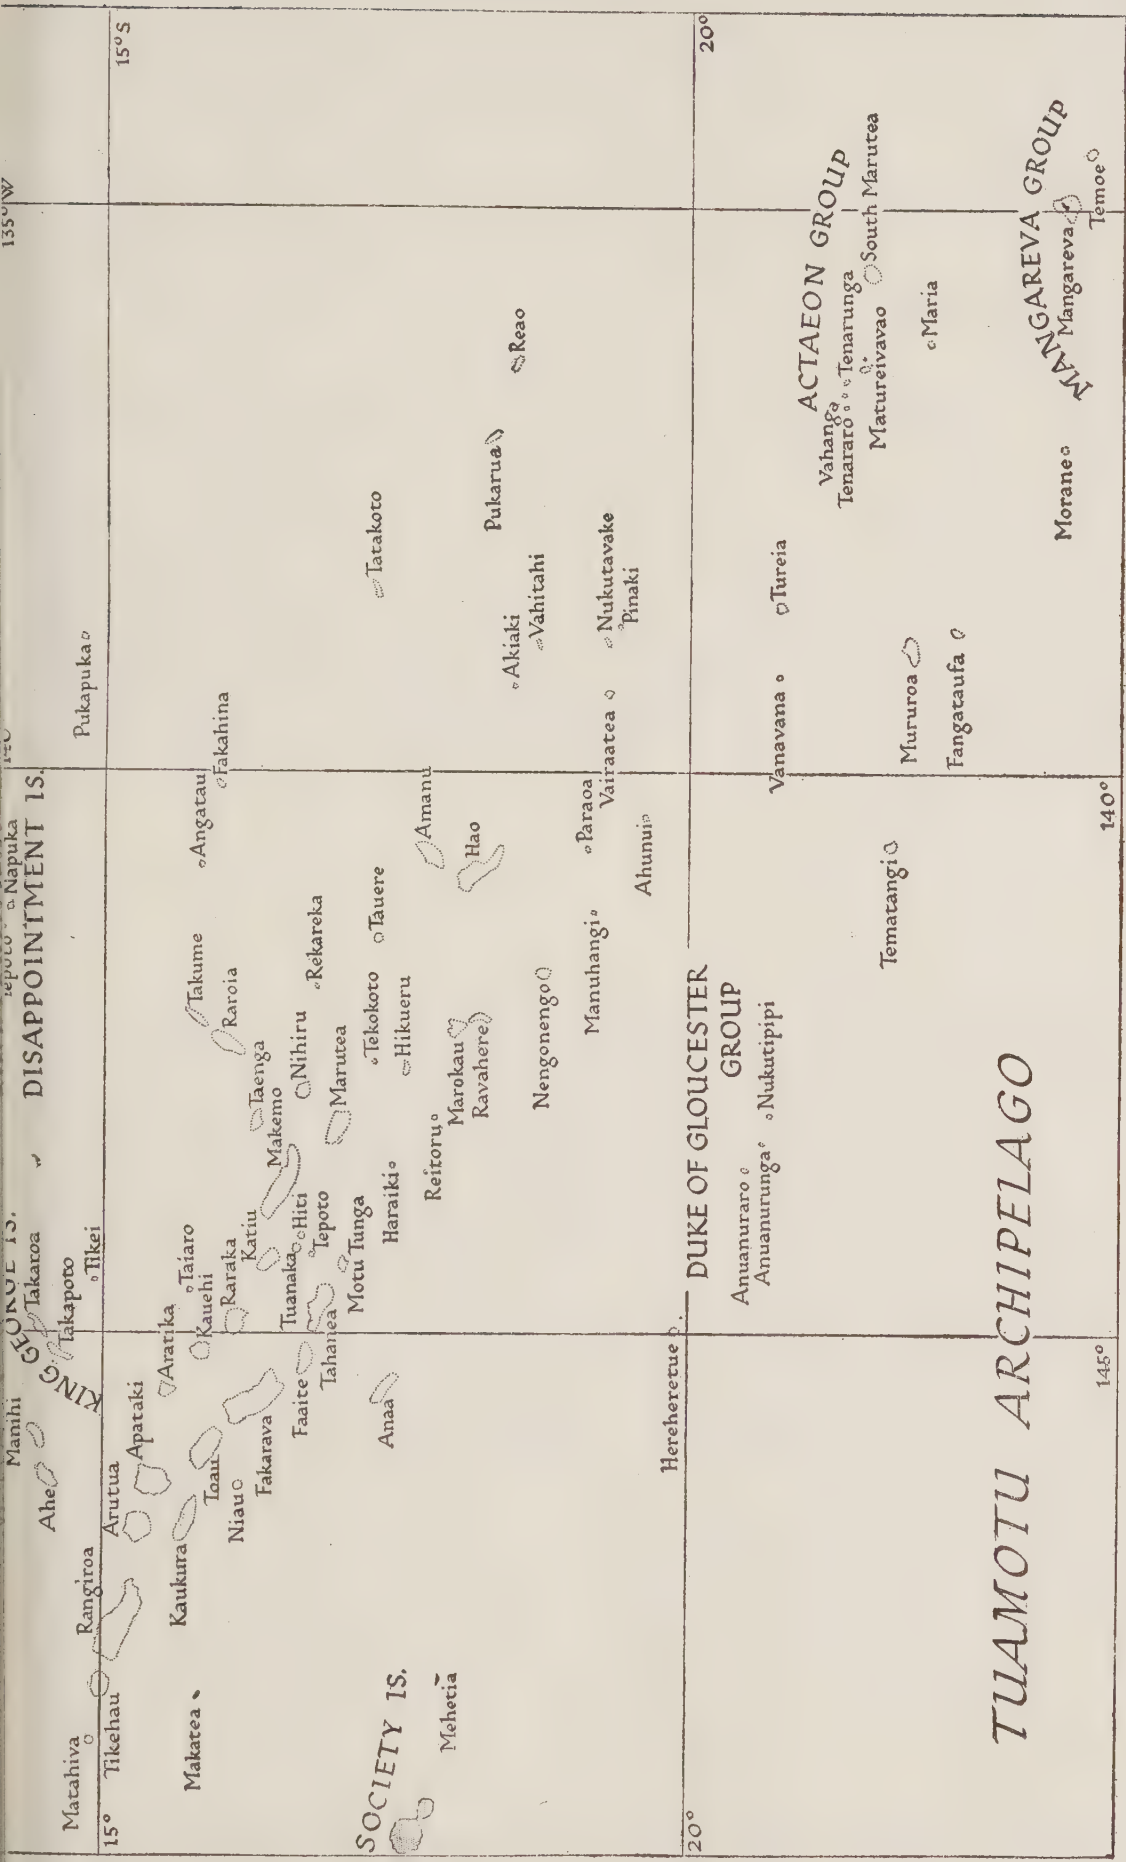 135° W
15° S
20°
Tepoto
Napuka
DISAPPOINTMENT IS.
Pukapuka
KING GEORGE IS.
Manihi
Ahe
Takaroa
Takapoto
Tikei
Matahiva
Tikehau
Rangiroa
Arutua
Apataki
Aratika
Kaukura
Toau
Niau
Fakarava
Kauehi
Taiaro
Raraka
Katiu
Makemo
Taenga
Raroia
Takume
Angatau
Fakahina
Nihiru
Rekareka
Marutea
Tuanaka
Hiti
Tepoto
Motu Tunga
Tahanea
Faaite
Anaa
Haraiki
Reitoru
Hikueru
Tekokoto
Tauere
Marokau
Ravahere
Nengonengo
Amanu
Hao
Tatakoto
Pukarua
Reao
Akiaki
Vahitahi
Nukutavake
Pinaki
Vairaatea
Paraoa
Manuhangi
Ahunui
Makatea
SOCIETY IS.
Mehetia
15°
20°
Hereheretue
DUKE OF GLOUCESTER
GROUP
Anuanuraro
Anuanurunga
Nukutipipi
Vanavana
Tureia
Tematangi
Mururoa
Fangataufa
ACTAEON GROUP
Vahanga
Tenararo
Tenarunga
Matureivavao
South Marutea
Maria
MANGAREVA GROUP
Mangareva
Temoe
Morane
TUAMOTU ARCHIPELAGO
145°
140°